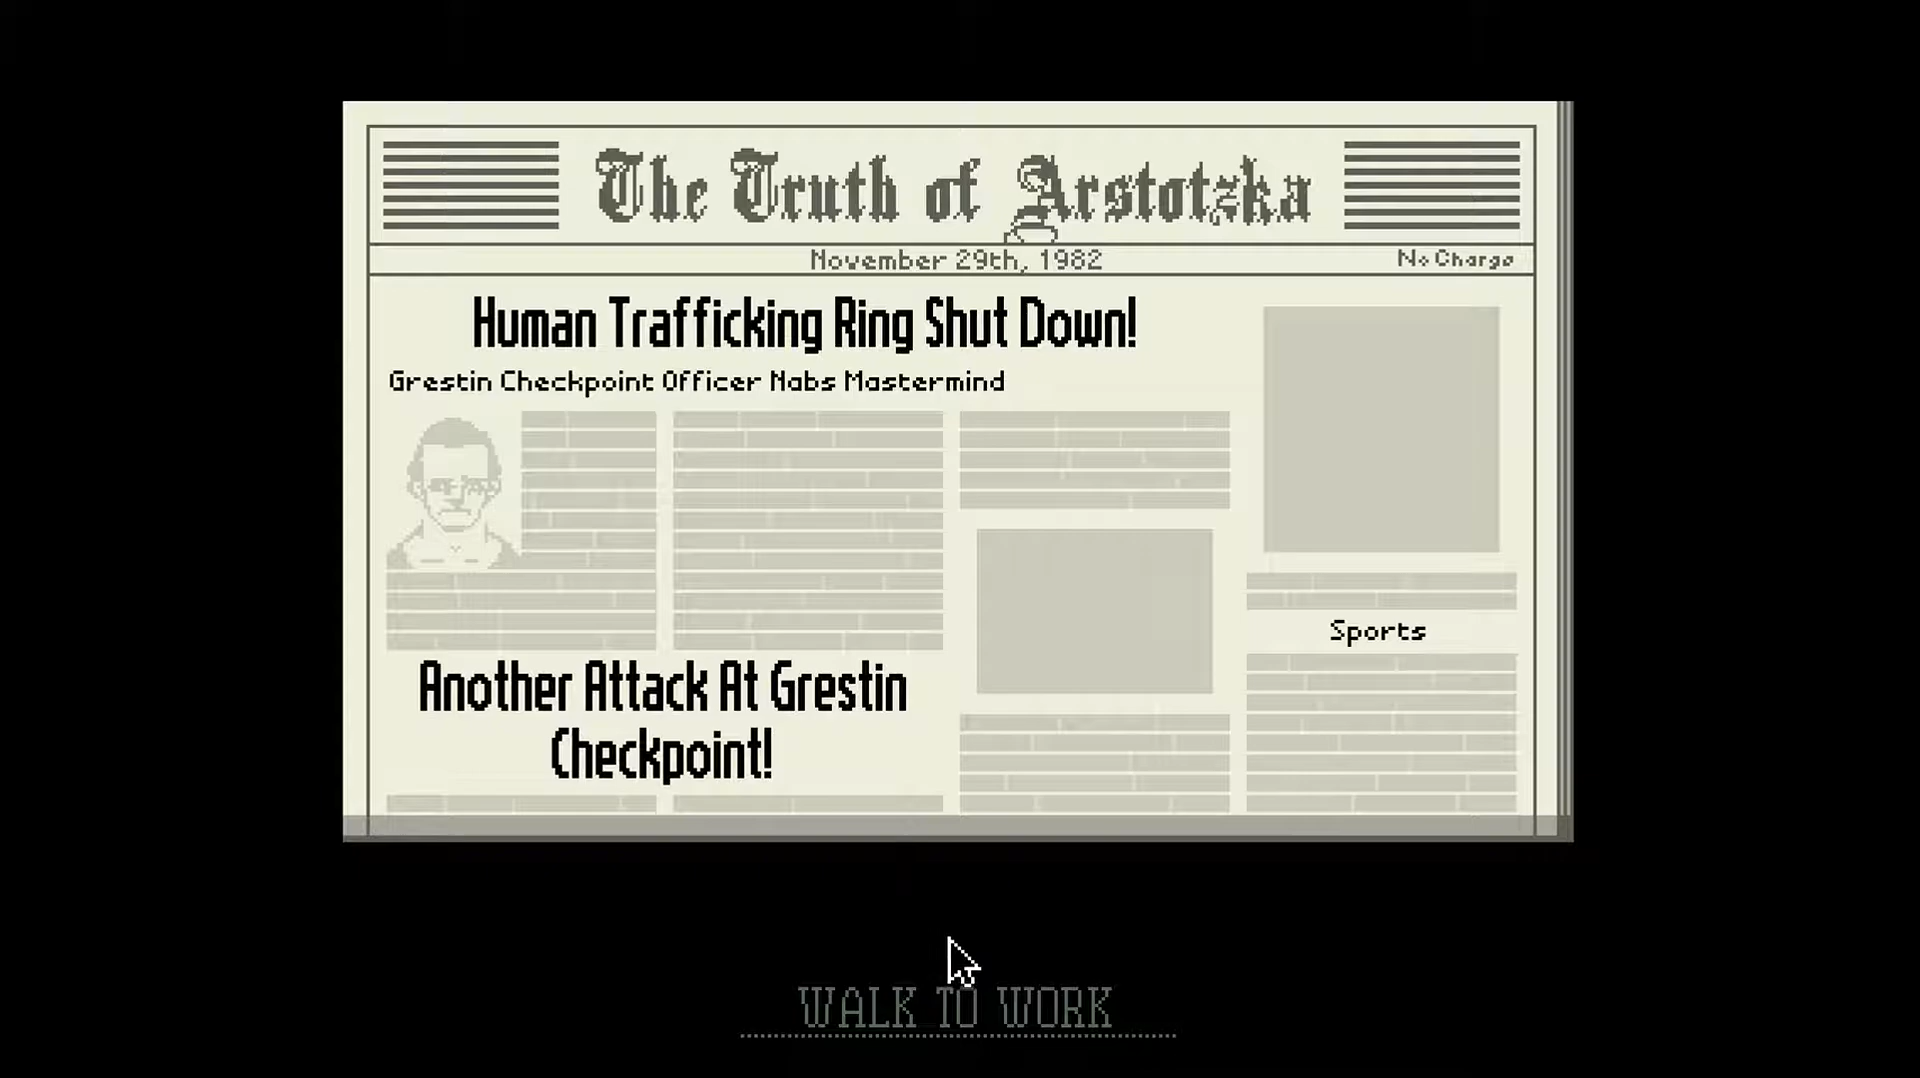 The Truth of Arstotzka
November 29th, 1982
No Charge
Human Trafficking Ring Shut Down!
Grestin Checkpoint Officer Nabs Mastermind
Another Attack At Grestin
Checkpoint!
Sports
WALK TO WORK